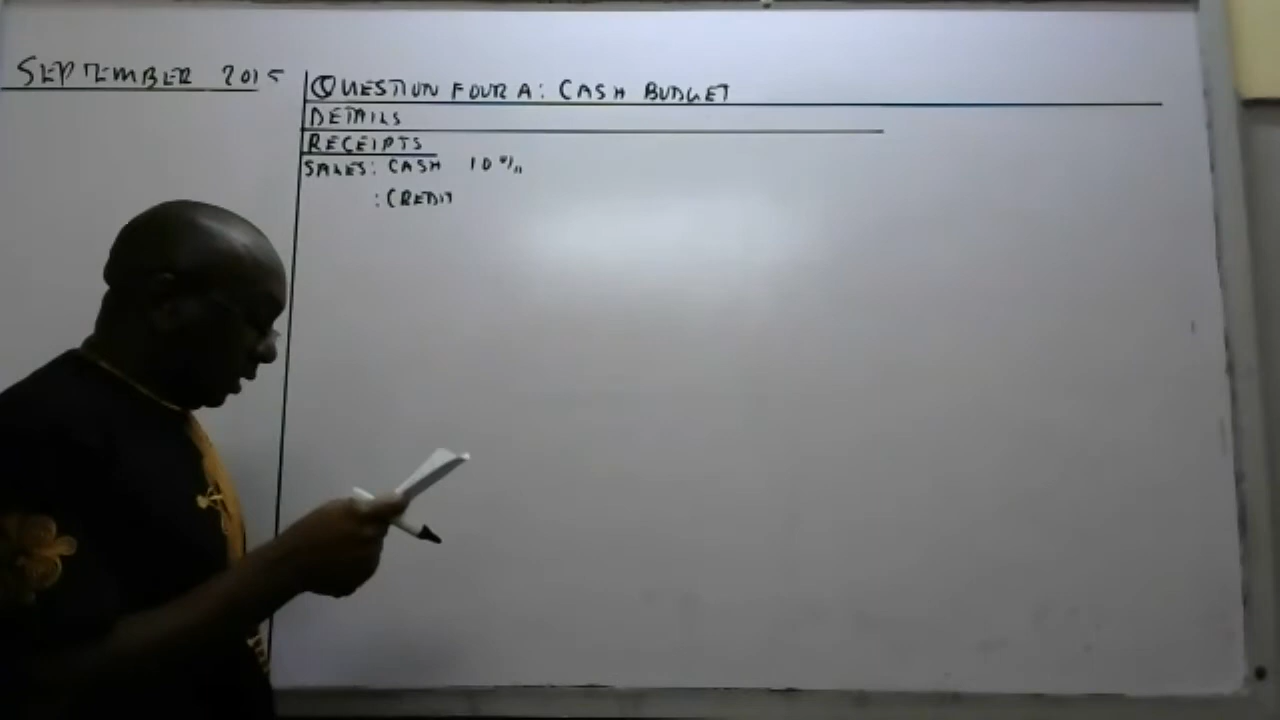 SEPTEMBER 2015
QUESTION FOUR A: CASH BUDGET
DETAILS
RECEIPTS
SALES: CASH 10%
: CREDIT